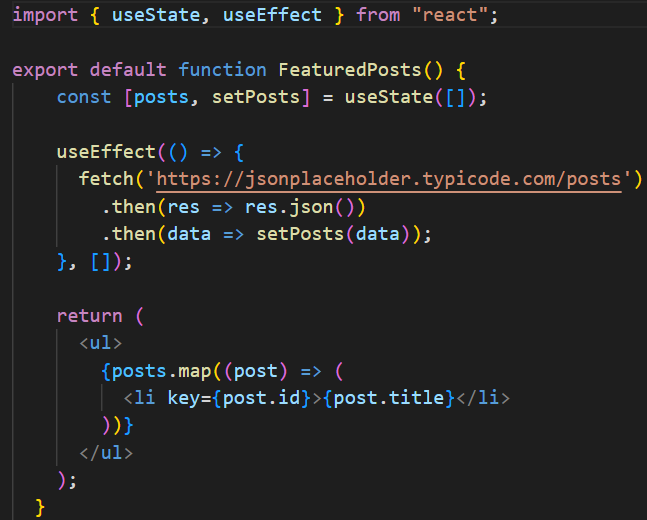 import { useState, useEffect } from "react";
export default function FeaturedPosts() {
const [posts, setPosts] = useState([]);
useEffect(() => {
fetch('https://jsonplaceholder.typicode.com/posts')
.then(res => res.json())
.then(data => setPosts(data));
}, []);
return (
<ul>
{posts.map((post) => (
<li key={post.id}>{post.title}</li>
))}
</ul>
);
}